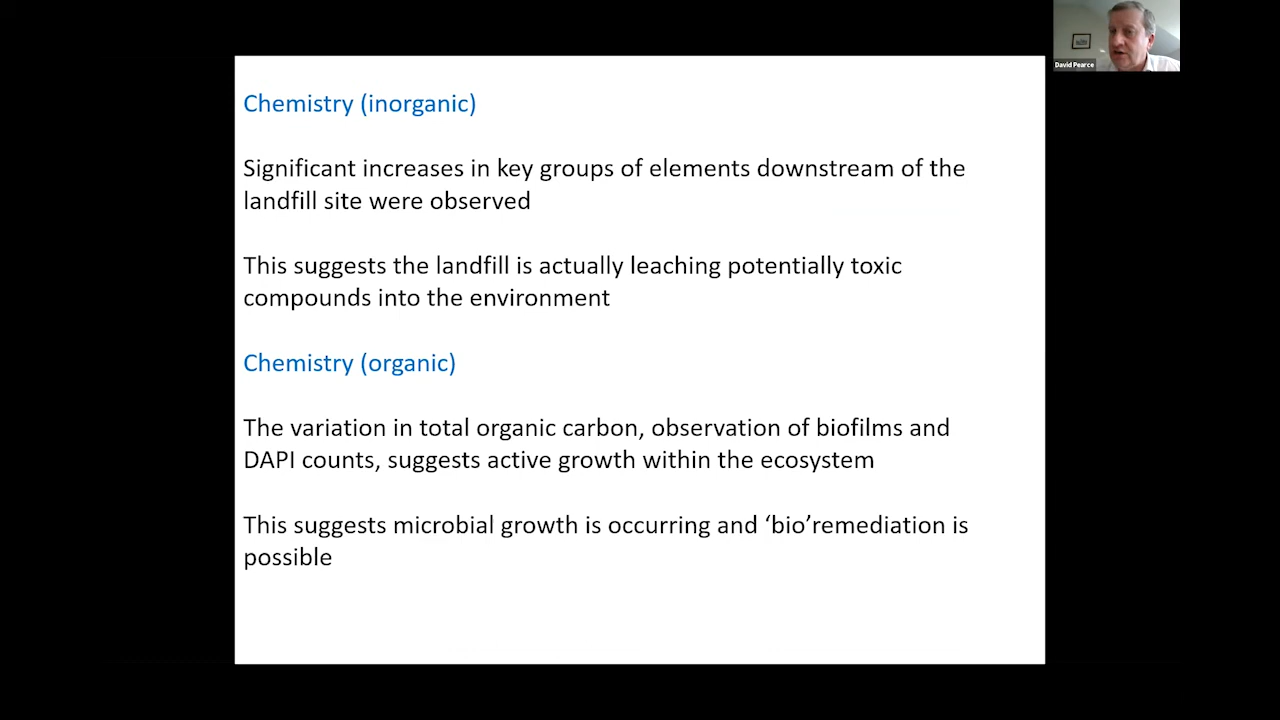 David Pearce
Chemistry (inorganic)
Significant increases in key groups of elements downstream of the
landfill site were observed
This suggests the landfill is actually leaching potentially toxic
compounds into the environment
Chemistry (organic)
The variation in total organic carbon, observation of biofilms and
DAPI counts, suggests active growth within the ecosystem
This suggests microbial growth is occurring and ‘bio’remediation is
possible